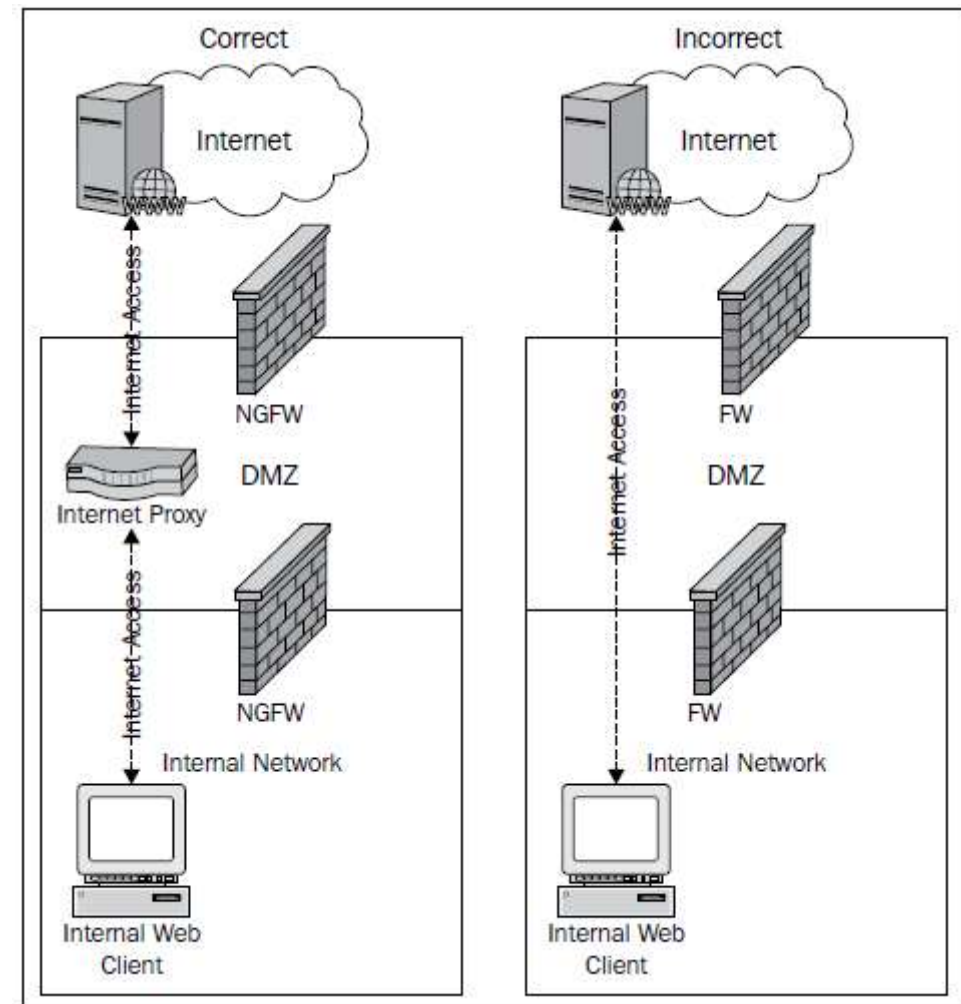 Correct
Internet
WWW
Internet Access
NGFW
DMZ
Internet Proxy
Internet Access
NGFW
Internal Network
Internal Web
Client
Incorrect
Internet
WWW
Internet Access
FW
DMZ
FW
Internal Network
Internal Web
Client